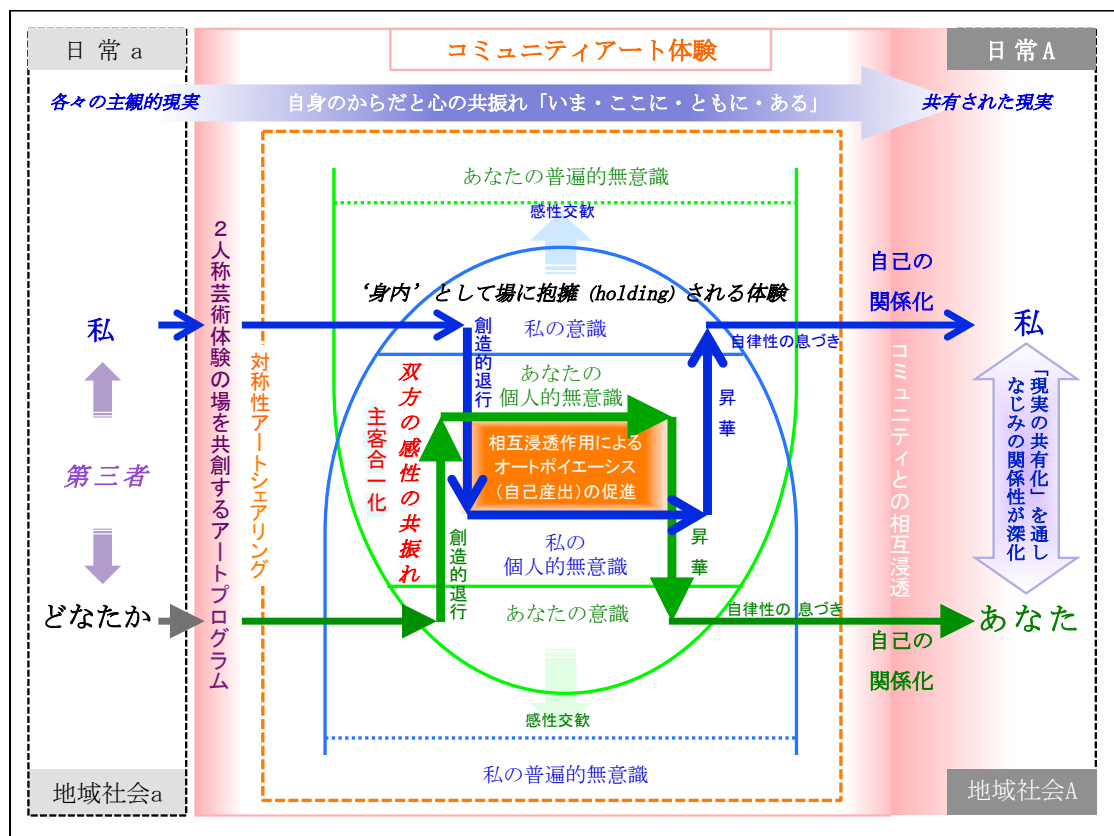 日 常 a
コミュニティアート体験
日 常 A
各々の主観的現実
自身のからだと心の共振れ「いま・ここに・ともに・ある」
共有された現実
あなたの普遍的無意識
感性交歓
２人称芸術体験の場を共創するアートプログラム
対称性アートシェアリング
‘身内’ として場に抱擁 (holding) される体験
私
第三者
どなたか
私の意識
創造的退行
あなたの
個人的無意識
双方の感性の共振れ
主客合一化
相互浸透作用による
オートポイエーシス
（自己産出）の促進
私の
個人的無意識
創造的退行
あなたの意識
昇華
昇華
自律性の息づき
自律性の 息づき
自己の
関係化
自己の
関係化
コミュニティとの相互浸透
私
「現実の共有化」を通し
なじみの関係性が深化
あなた
感性交歓
私の普遍的無意識
地域社会a
地域社会A